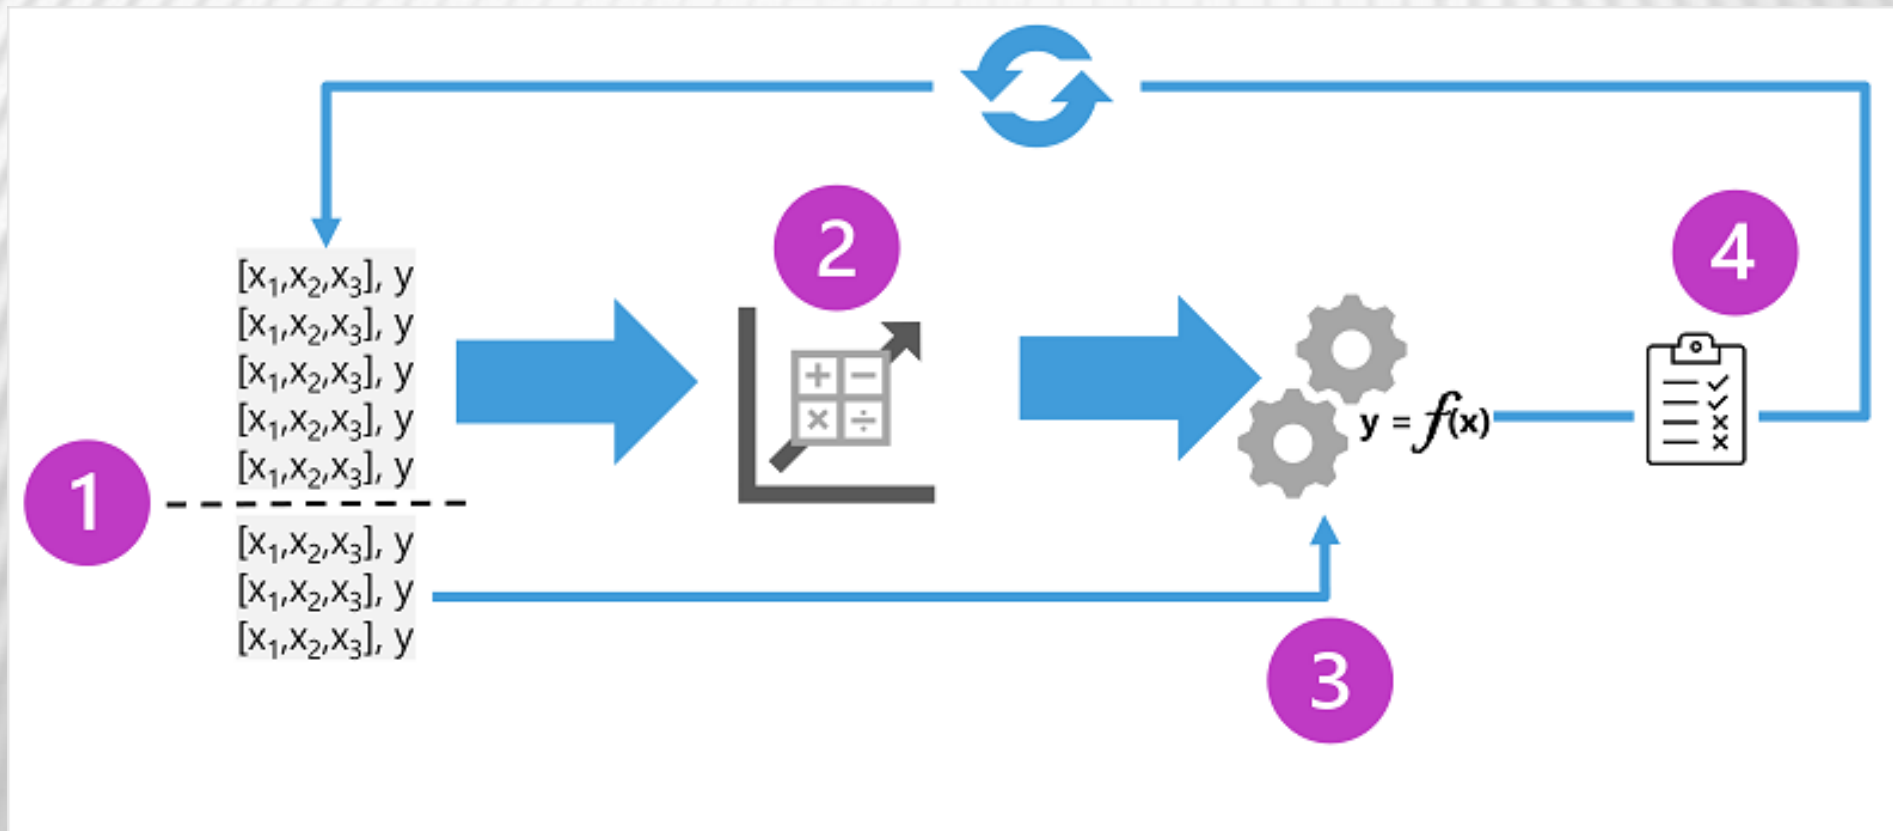 2
4
[x₁,x₂,x₃], y
[x₁,x₂,x₃], y
[x₁,x₂,x₃], y
[x₁,x₂,x₃], y
[x₁,x₂,x₃], y
+ −
× ÷
y = f(x)
1
[x₁,x₂,x₃], y
[x₁,x₂,x₃], y
[x₁,x₂,x₃], y
3